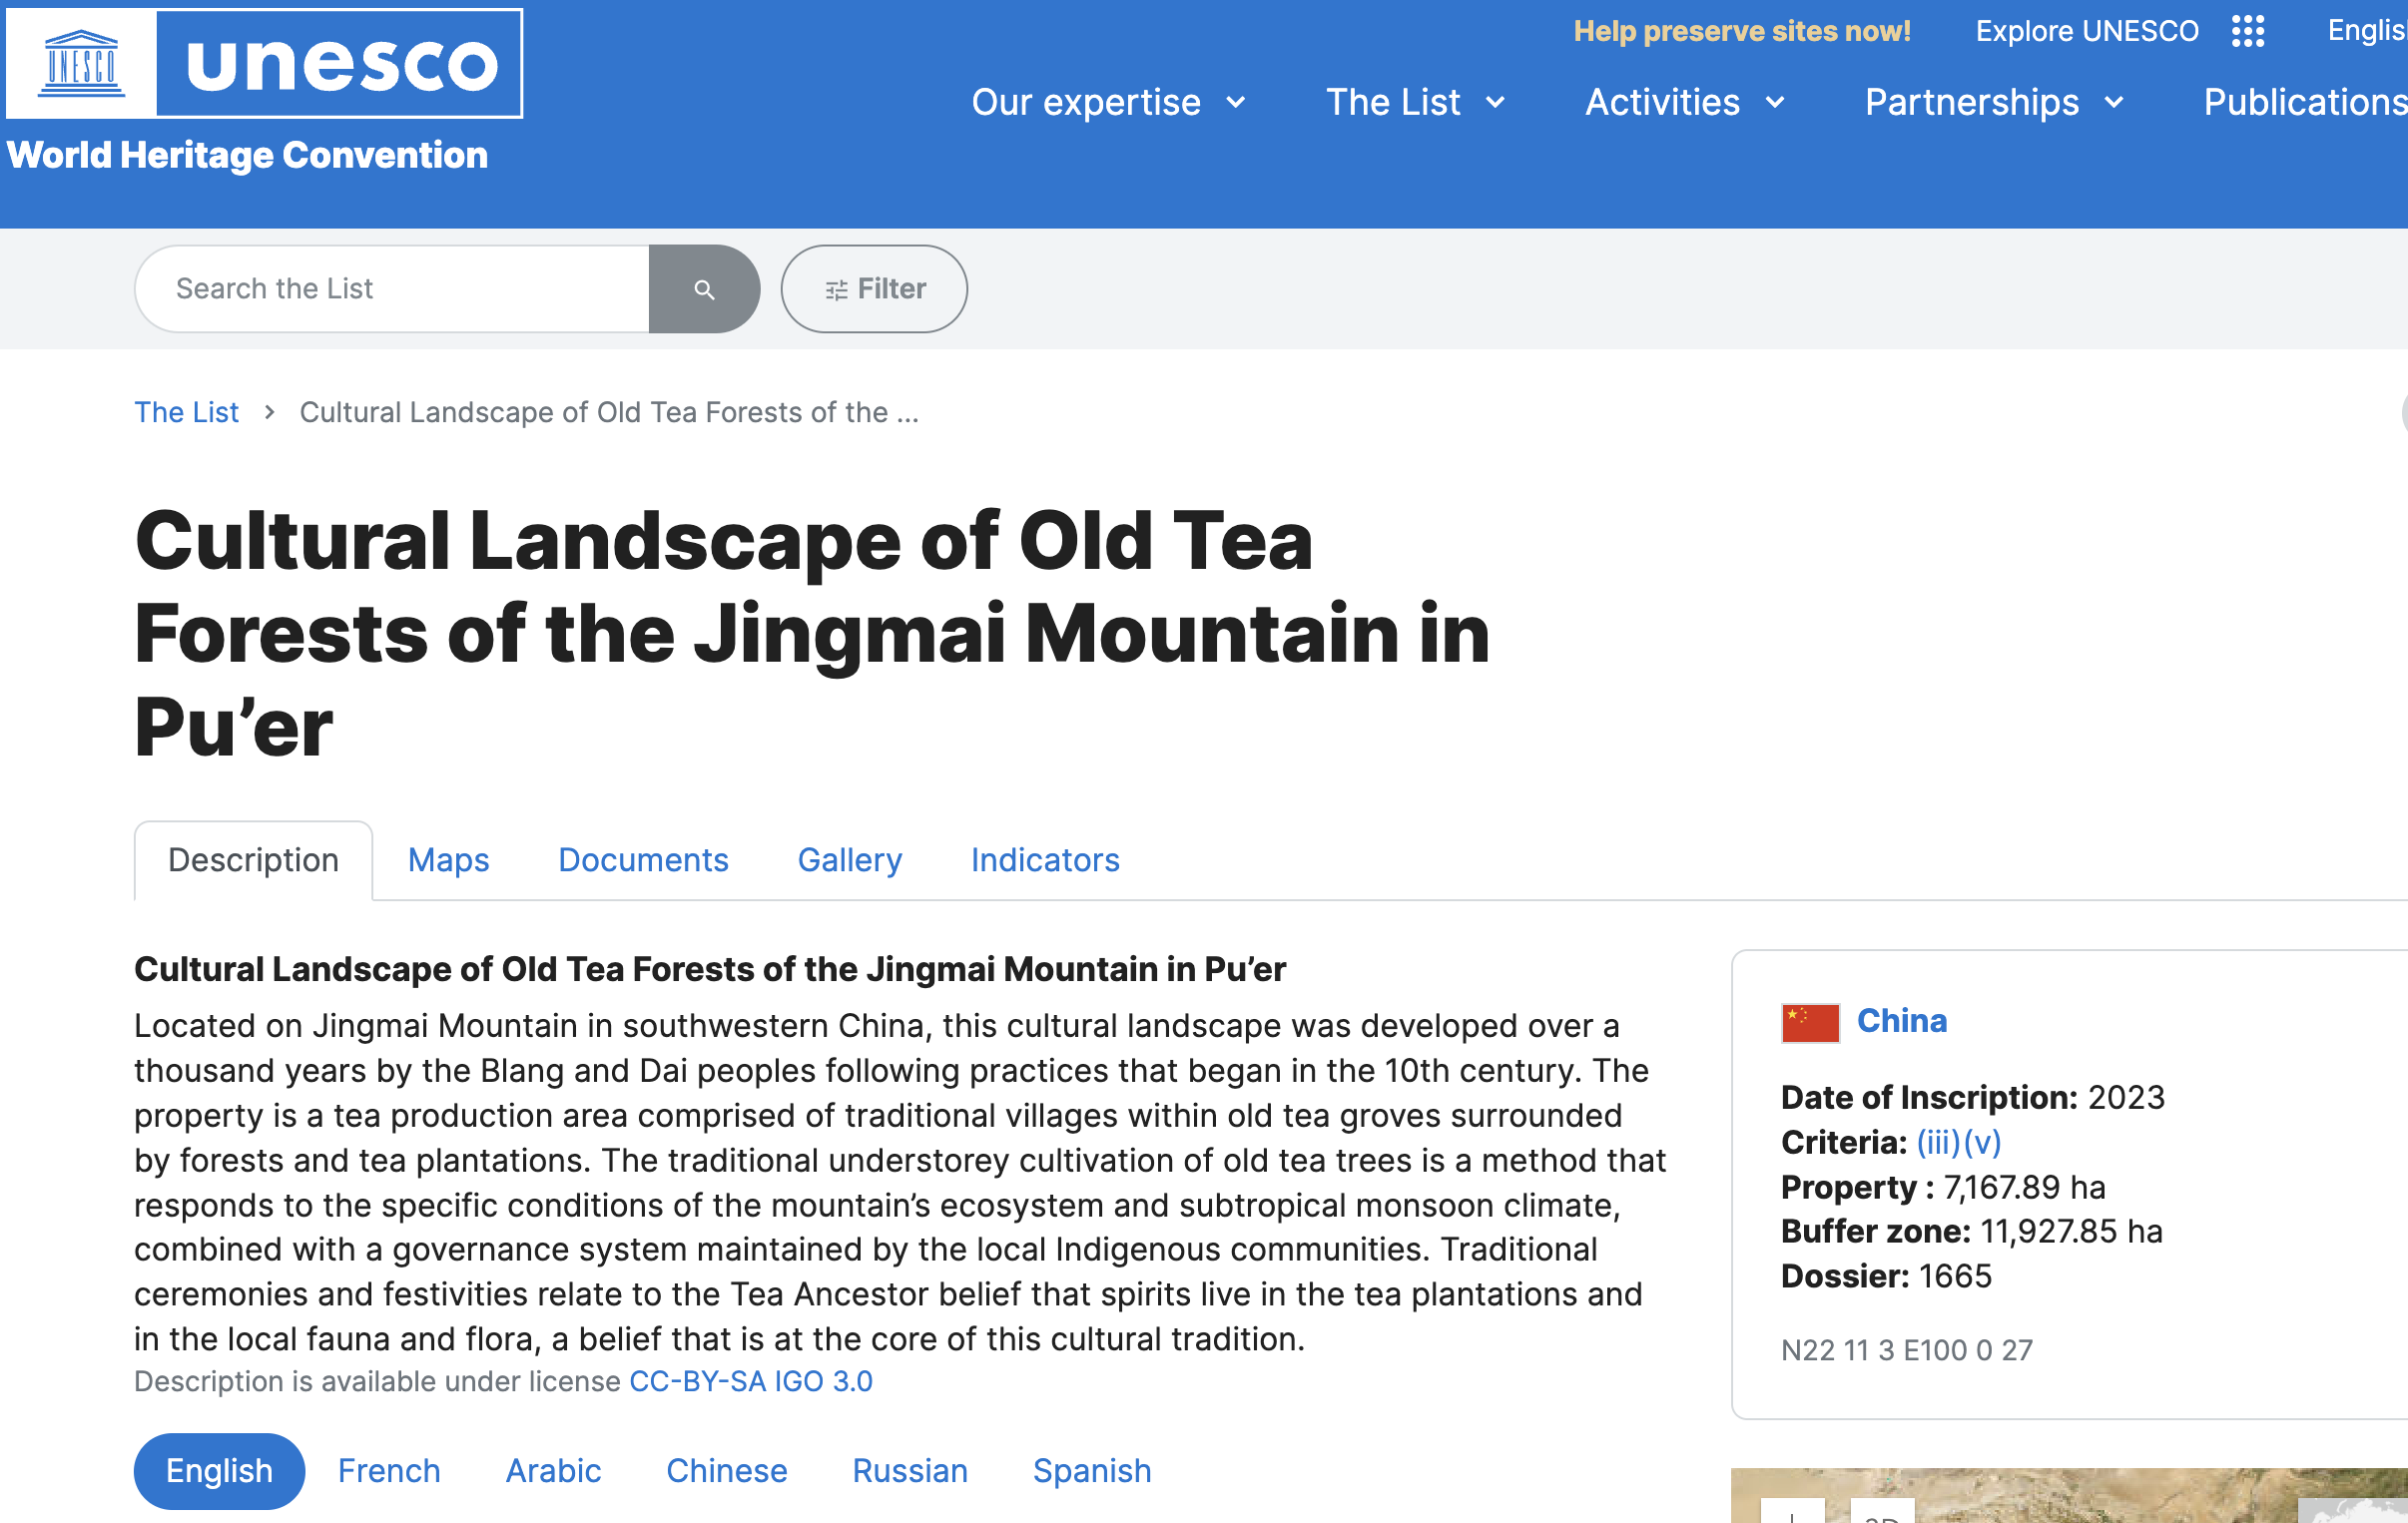 UNESCO
unesco
World Heritage Convention
Help preserve sites now!
Explore UNESCO
Our expertise
The List
Activities
Partnerships
Publications
Search the List
Filter
The List > Cultural Landscape of Old Tea Forests of the ...
Cultural Landscape of Old Tea
Forests of the Jingmai Mountain in
Pu’er
Description
Maps
Documents
Gallery
Indicators
Cultural Landscape of Old Tea Forests of the Jingmai Mountain in Pu’er
Located on Jingmai Mountain in southwestern China, this cultural landscape was developed over a
thousand years by the Blang and Dai peoples following practices that began in the 10th century. The
property is a tea production area comprised of traditional villages within old tea groves surrounded
by forests and tea plantations. The traditional understorey cultivation of old tea trees is a method that
responds to the specific conditions of the mountain’s ecosystem and subtropical monsoon climate,
combined with a governance system maintained by the local Indigenous communities. Traditional
ceremonies and festivities relate to the Tea Ancestor belief that spirits live in the tea plantations and
in the local fauna and flora, a belief that is at the core of this cultural tradition.
Description is available under license CC-BY-SA IGO 3.0
English
French
Arabic
Chinese
Russian
Spanish
China
Date of Inscription: 2023
Criteria: (iii)(v)
Property : 7,167.89 ha
Buffer zone: 11,927.85 ha
Dossier: 1665
N22 11 3 E100 0 27